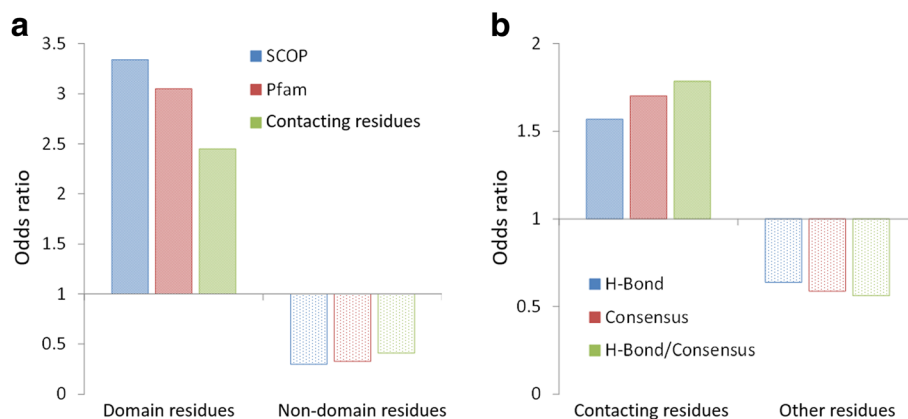 a
3.5
3
2.5
2
1.5
1
0.5
0
Odds ratio
SCOP
Pfam
Contacting residues
Domain residues
Non-domain residues
b
2
1.5
1
0.5
0
Odds ratio
H-Bond
Consensus
H-Bond/Consensus
Contacting residues
Other residues